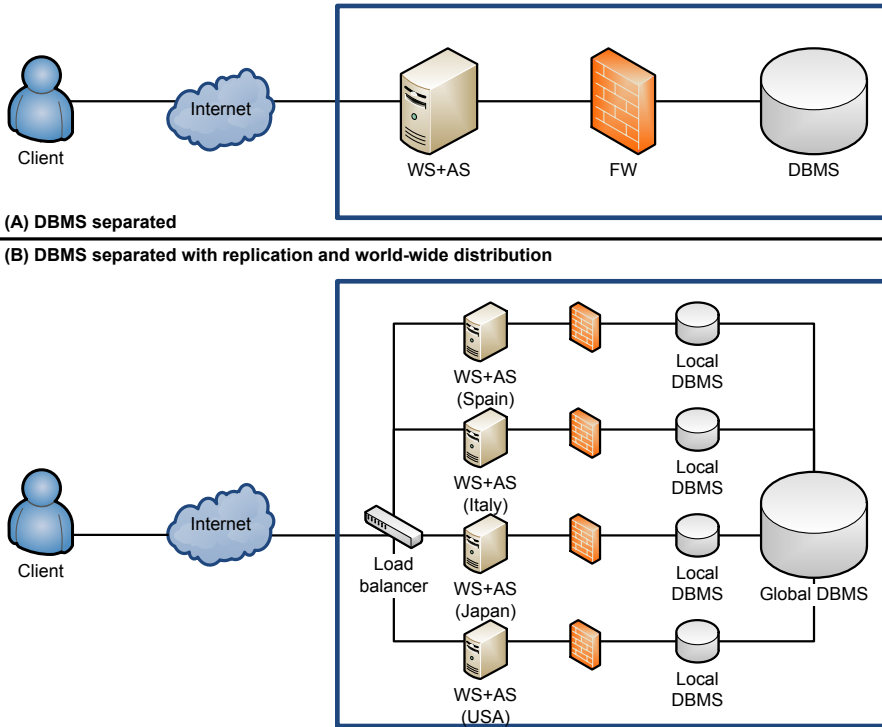 Internet
Client
WS+AS
FW
DBMS
(A) DBMS separated
(B) DBMS separated with replication and world-wide distribution
WS+AS
(Spain)
Local
DBMS
WS+AS
(Italy)
Local
DBMS
Internet
Client
Load
balancer
WS+AS
(Japan)
Local
DBMS
Global DBMS
WS+AS
(USA)
Local
DBMS